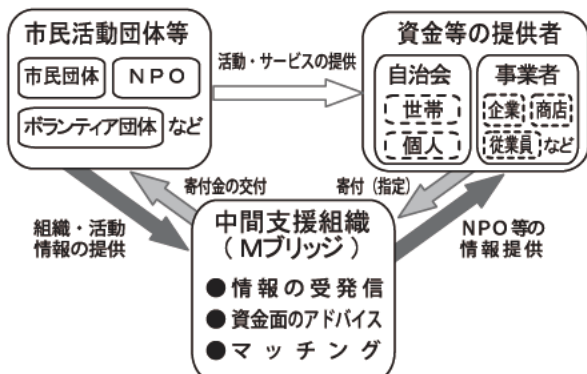 市民活動団体等
市民団体
NPO
ボランティア団体 など
活動・サービスの提供
資金等の提供者
自治会
世帯
個人
事業者
企業
商店
従業員 など
寄付金の交付
寄付(指定)
組織・活動
情報の提供
中間支援組織
(Mブリッジ)
●情報の受発信
●資金面のアドバイス
●マッチング
NPO等の
情報提供